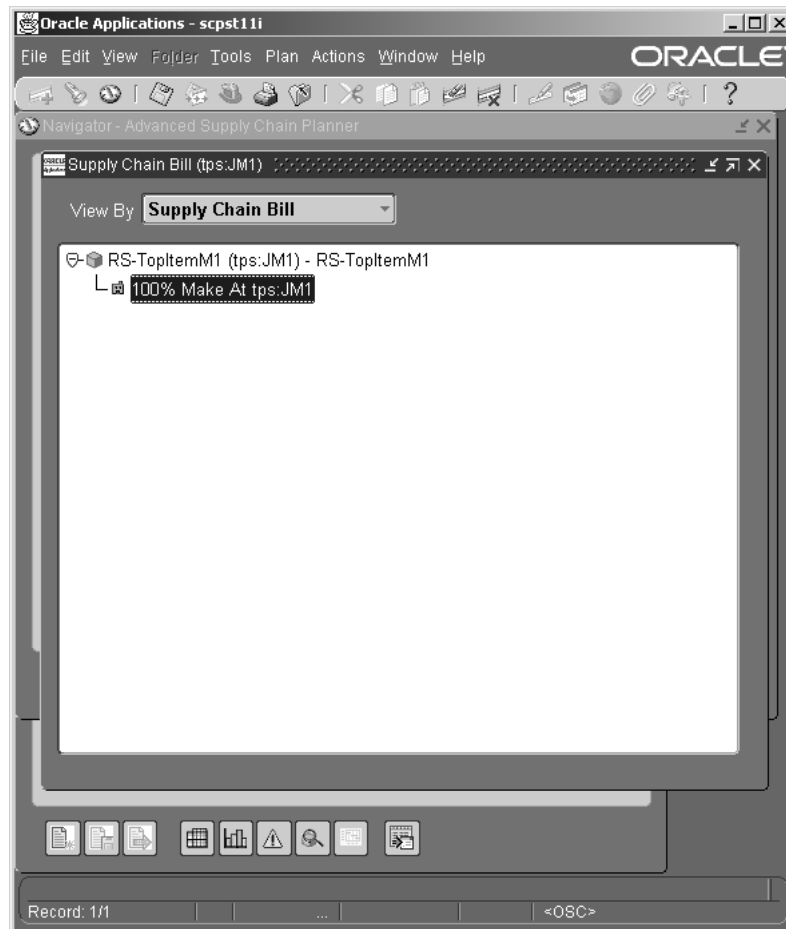 Oracle Applications - scpst11i
File Edit View Folder Tools Plan Actions Window Help ORACLE
Navigator - Advanced Supply Chain Planner
Supply Chain Bill (tps:JM1)
View By Supply Chain Bill
RS-TopItemM1 (tps:JM1) - RS-TopItemM1
100% Make At tps:JM1
Record: 1/1 ... <OSC>